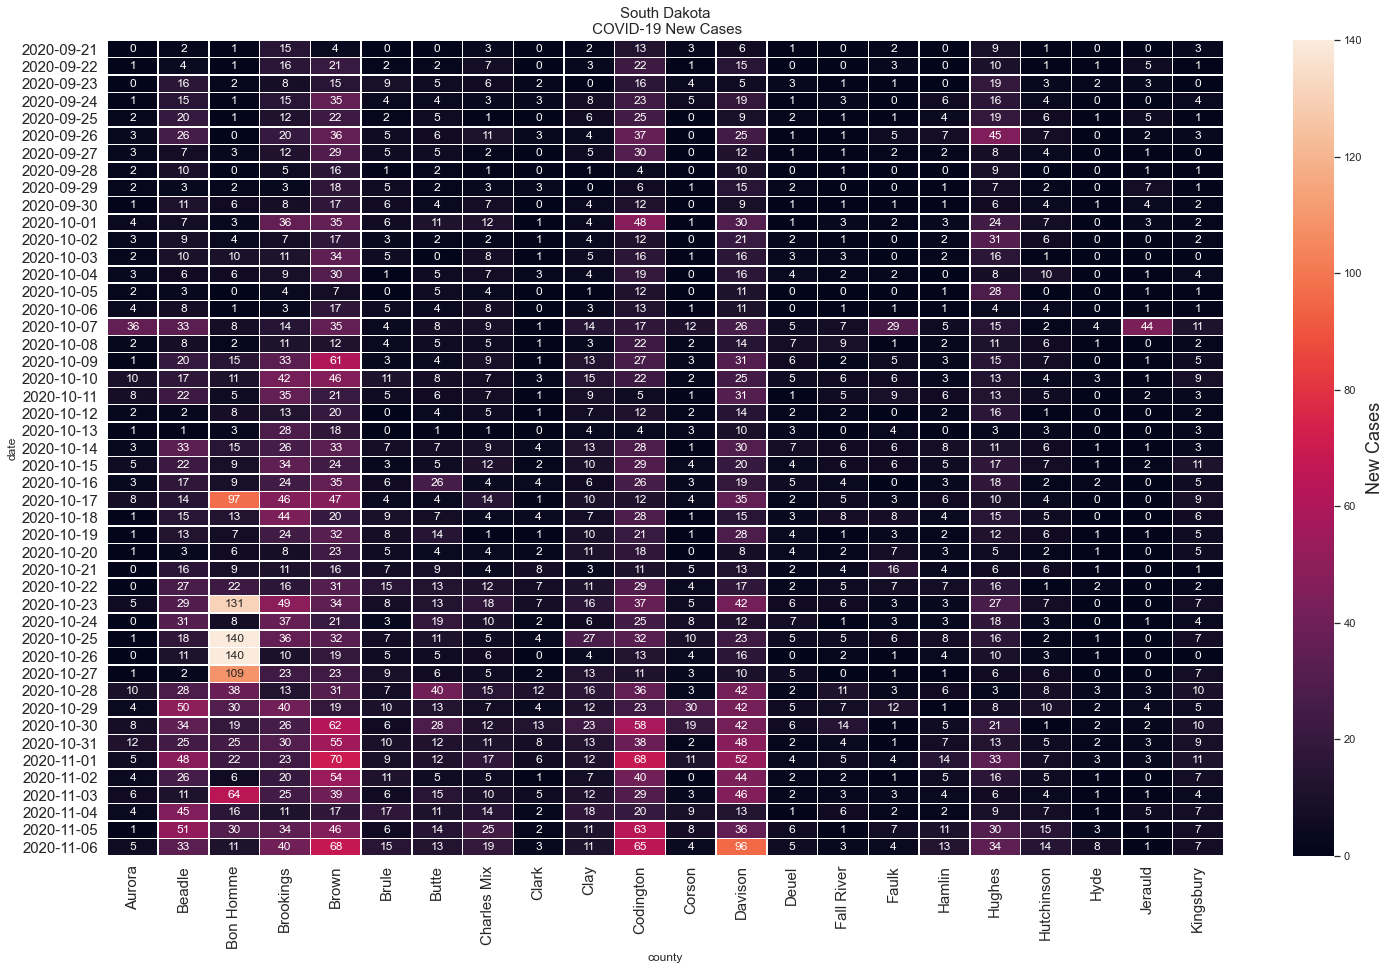 South Dakota
COVID-19 New Cases
2020-09-21 0 2 1 15 4 0 0 3 0 2 13 3 6 1 0 2 0 9 1 0 0 3
2020-09-22 1 4 1 16 21 2 2 7 0 3 22 1 15 0 0 3 0 10 1 1 5 1
2020-09-23 0 16 2 8 15 9 5 6 2 0 16 4 5 3 1 1 0 19 3 2 3 0
2020-09-24 1 15 1 15 35 4 4 3 3 8 23 5 19 1 3 0 6 16 4 0 0 4
2020-09-25 2 20 1 12 22 2 5 1 0 6 25 0 9 2 1 1 4 19 6 1 5 1
2020-09-26 3 26 0 20 36 5 6 11 3 4 37 0 25 1 1 5 7 45 7 0 2 3
2020-09-27 3 7 3 12 29 5 5 2 0 5 30 0 12 1 1 2 2 8 4 0 1 0
2020-09-28 2 10 0 5 16 1 2 1 0 1 4 0 10 0 1 0 1 9 0 0 1 1
2020-09-29 2 3 2 3 18 5 2 3 3 0 6 1 15 2 0 0 1 7 2 0 7 1
2020-09-30 1 11 6 8 17 6 4 7 0 4 12 0 9 1 1 1 1 6 4 1 4 2
2020-10-01 4 7 3 36 35 6 11 12 1 4 48 1 30 1 3 2 3 24 7 0 3 2
2020-10-02 3 9 4 7 17 3 2 2 1 4 12 0 21 2 1 0 2 31 6 0 0 2
2020-10-03 2 10 10 11 34 5 0 8 1 5 16 1 16 3 3 0 2 16 1 0 0 0
2020-10-04 3 6 6 9 30 1 5 7 3 4 19 0 16 4 2 2 0 8 10 0 1 4
2020-10-05 2 3 0 4 7 0 5 4 0 1 12 0 11 0 0 0 1 28 0 0 1 1
2020-10-06 4 8 1 3 17 5 4 8 0 3 13 1 11 0 1 1 1 4 4 0 1 1
2020-10-07 36 33 8 14 35 4 8 9 1 14 17 12 26 5 7 29 5 15 2 4 44 11
2020-10-08 2 8 2 11 12 4 5 5 1 3 22 2 14 7 9 1 2 11 6 1 0 2
2020-10-09 1 20 15 33 61 3 4 9 1 13 27 3 31 6 2 5 3 15 7 0 1 5
2020-10-10 10 17 11 42 46 11 8 7 3 15 22 2 25 5 6 6 3 13 4 3 1 9
2020-10-11 8 22 5 35 21 5 6 7 1 9 5 1 31 1 5 9 6 13 5 0 2 3
2020-10-12 2 2 8 13 20 0 4 5 1 7 12 2 14 2 2 0 2 16 1 0 0 2
2020-10-13 1 1 3 28 18 0 1 1 0 4 4 3 10 3 0 4 0 3 3 0 0 3
2020-10-14 3 33 15 26 33 7 7 9 4 13 28 1 30 7 6 6 8 11 6 1 1 3
2020-10-15 5 22 9 34 24 3 5 12 2 10 29 4 20 4 6 6 5 17 7 1 2 11
2020-10-16 3 17 9 24 35 6 26 4 4 6 26 3 19 5 4 0 3 18 2 2 0 5
2020-10-17 8 14 97 46 47 4 4 14 1 10 12 4 35 2 5 3 6 10 4 0 0 9
2020-10-18 1 15 13 44 20 9 7 4 4 7 28 1 15 3 8 8 4 15 5 0 0 6
2020-10-19 1 13 7 24 32 8 14 1 1 10 21 1 28 4 1 3 2 12 6 1 1 5
2020-10-20 1 3 6 8 23 5 4 4 2 11 18 0 8 4 2 7 3 5 2 1 0 5
2020-10-21 0 16 9 11 16 7 9 4 8 3 11 5 13 2 4 16 4 6 6 1 0 1
2020-10-22 0 27 22 16 31 15 13 12 7 11 29 4 17 2 5 7 7 16 1 2 0 2
2020-10-23 5 29 131 49 34 8 13 18 7 16 37 5 42 6 6 3 3 27 7 0 0 7
2020-10-24 0 31 8 37 21 3 19 10 2 6 25 8 12 7 1 3 3 18 3 0 1 4
2020-10-25 1 18 140 36 32 7 11 5 4 27 32 10 23 5 5 6 8 16 2 1 0 7
2020-10-26 0 11 140 10 19 5 5 6 0 4 13 4 16 0 2 1 4 10 3 1 0 0
2020-10-27 1 2 109 23 23 9 6 5 2 13 11 3 10 5 0 1 1 6 6 0 0 7
2020-10-28 10 28 38 13 31 7 40 15 12 16 36 3 42 2 11 3 6 3 8 3 3 10
2020-10-29 4 50 30 40 19 10 13 7 4 12 23 30 42 5 7 12 1 8 10 2 4 5
2020-10-30 8 34 19 26 62 6 28 12 13 23 58 19 42 6 14 1 5 21 1 2 2 10
2020-10-31 12 25 25 30 55 10 12 11 8 13 38 2 48 2 4 1 7 13 5 2 3 9
2020-11-01 5 48 22 23 70 9 12 17 6 12 68 11 52 4 5 4 14 33 7 3 3 11
2020-11-02 4 26 6 20 54 11 5 5 1 7 40 0 44 2 2 1 5 16 5 1 0 7
2020-11-03 6 11 64 25 39 6 15 10 5 12 29 3 46 2 3 3 4 6 4 1 1 4
2020-11-04 4 45 16 11 17 17 11 14 2 18 20 9 13 1 6 2 2 9 7 1 5 7
2020-11-05 1 51 30 34 46 6 14 25 2 11 63 8 36 6 1 7 11 30 15 3 1 7
2020-11-06 5 33 11 40 68 15 13 19 3 11 65 4 96 5 3 4 13 34 14 8 1 7
date
Aurora Beadle Bon Homme Brookings Brown Brule Butte Charles Mix Clark Clay Codington Corson Davison Deuel Fall River Faulk Hamlin Hughes Hutchinson Hyde Jerauld Kingsbury
county
140
120
100
80
60
40
20
0
New Cases